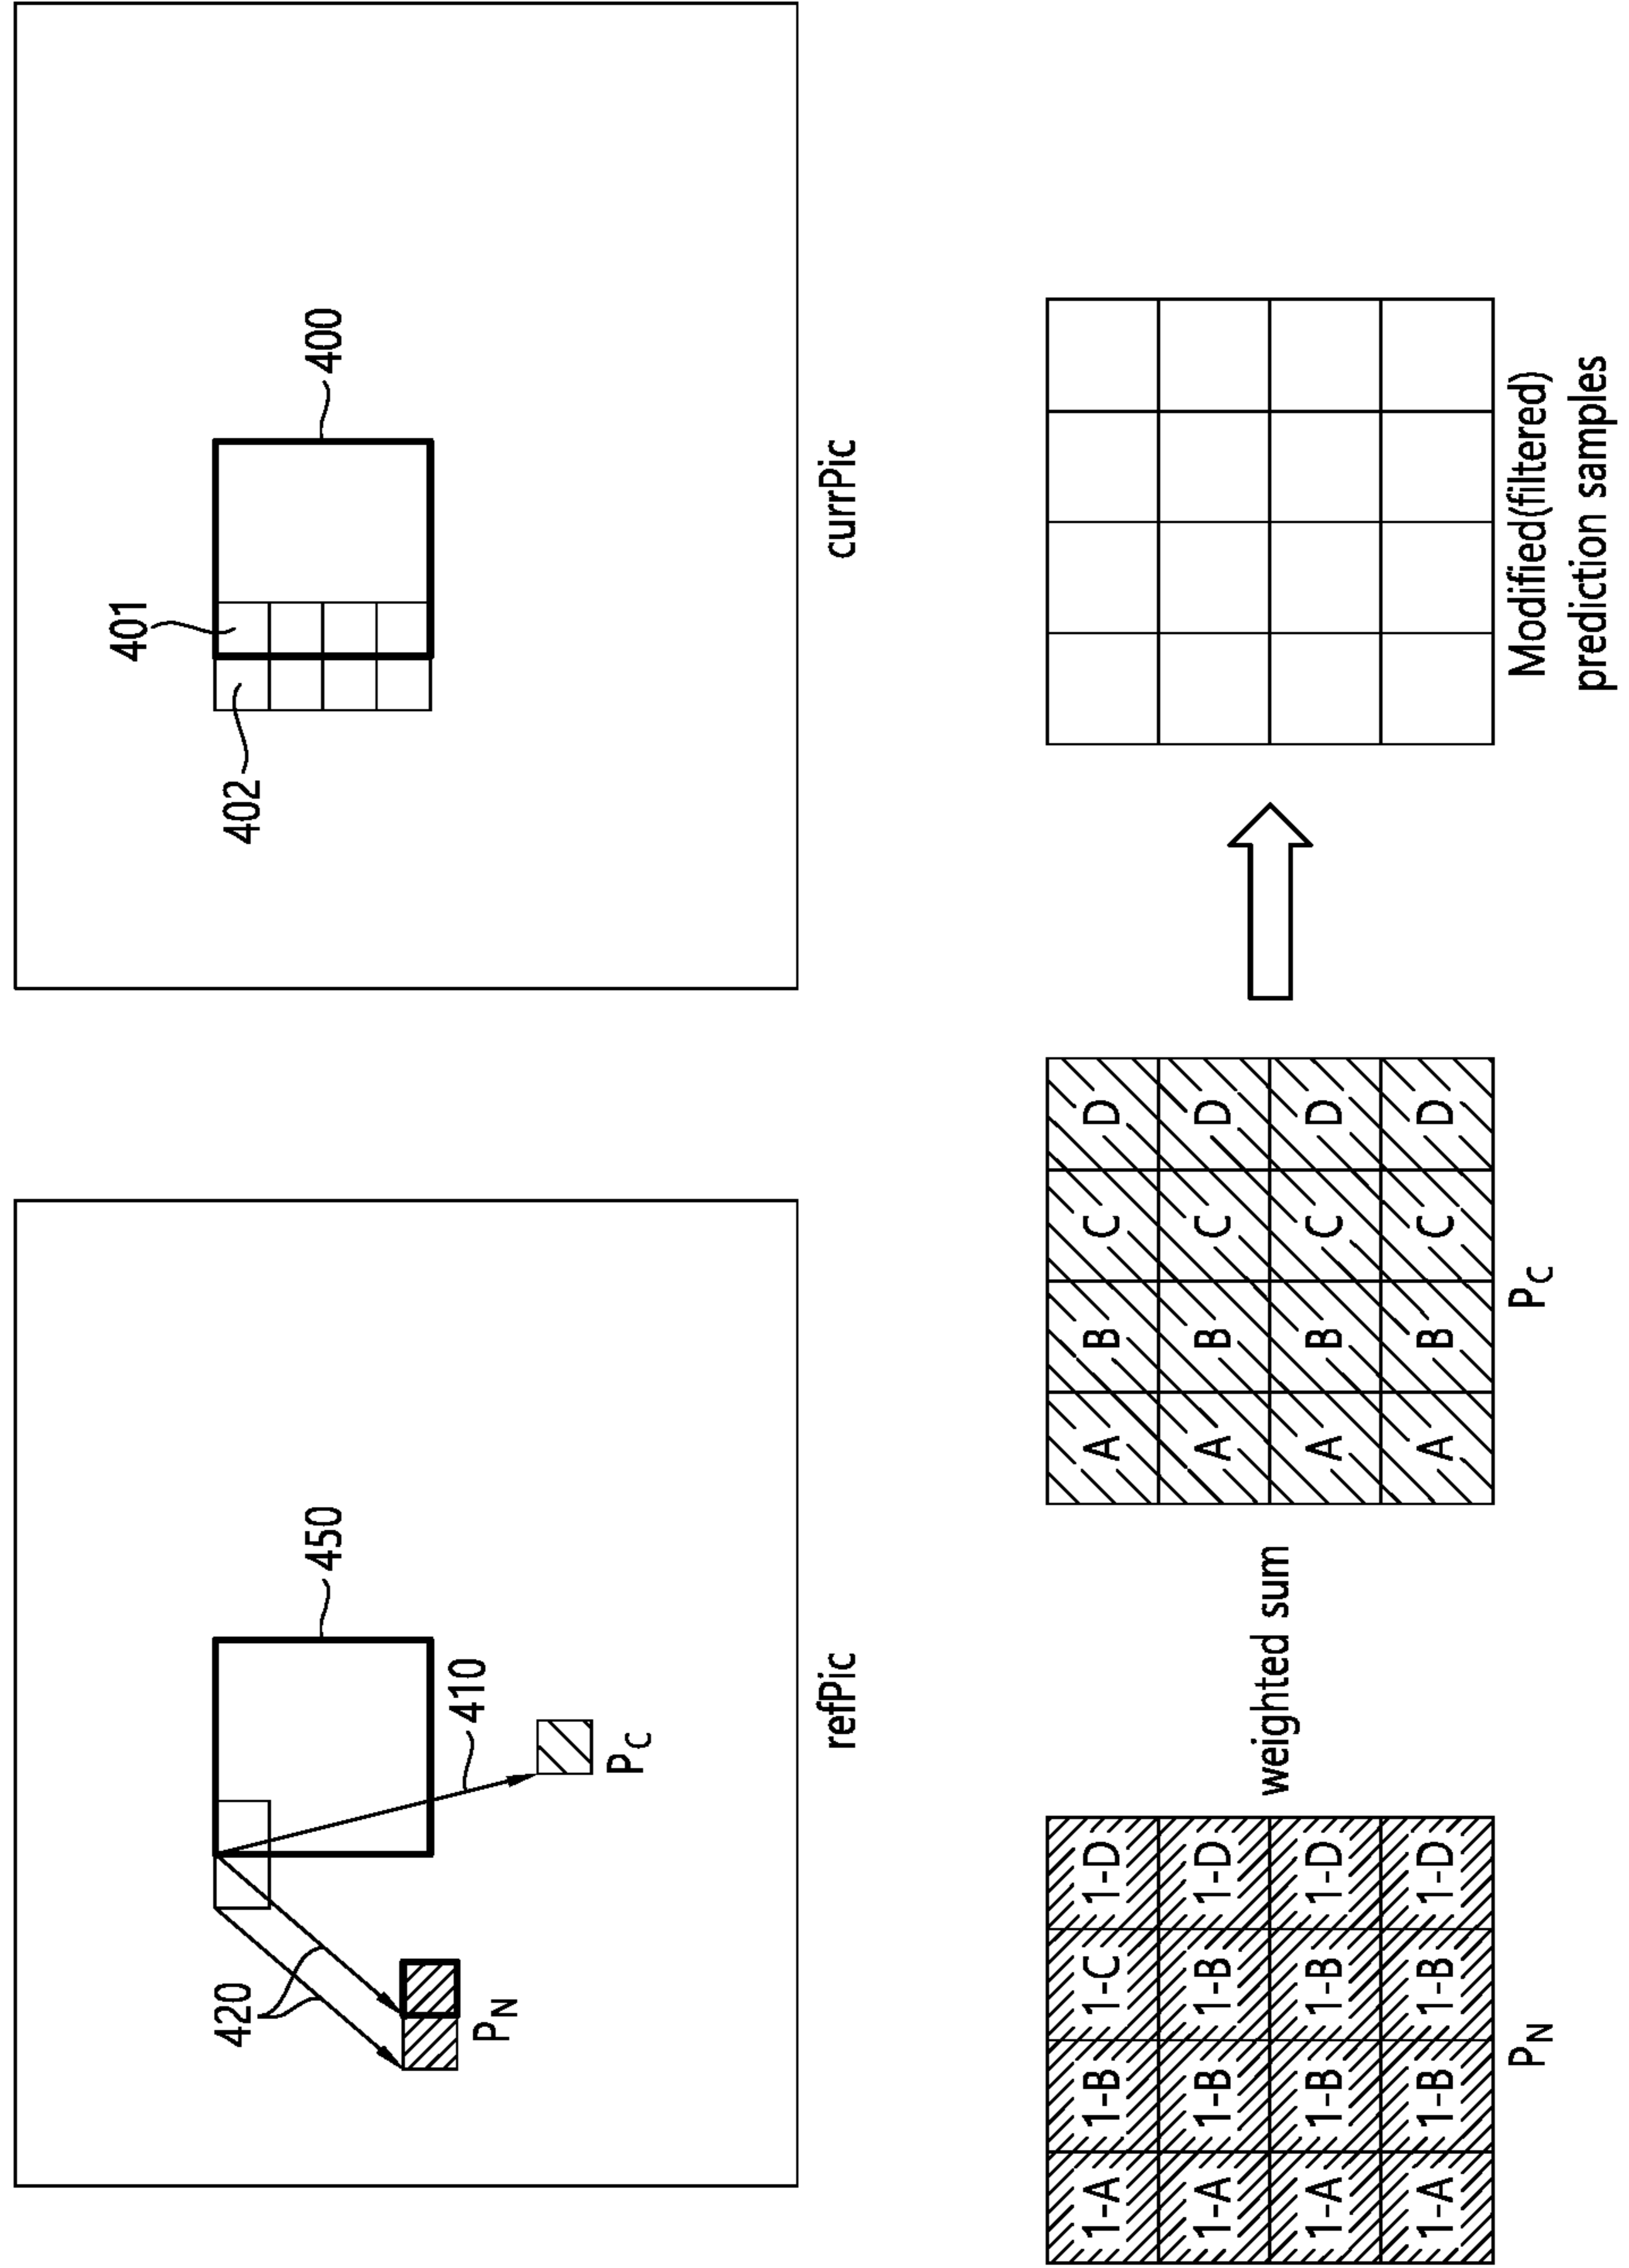 401
420
402
450
400
410
P_N
P_C
refPic
currPic
1-A 1-B 1-C 1-D
1-A 1-B 1-B 1-D
1-A 1-B 1-B 1-D
1-A 1-B 1-B 1-D
P_N
weighted sum
A B C D
A B C D
A B C D
A B C D
P_C
Modified(filtered)
prediction samples